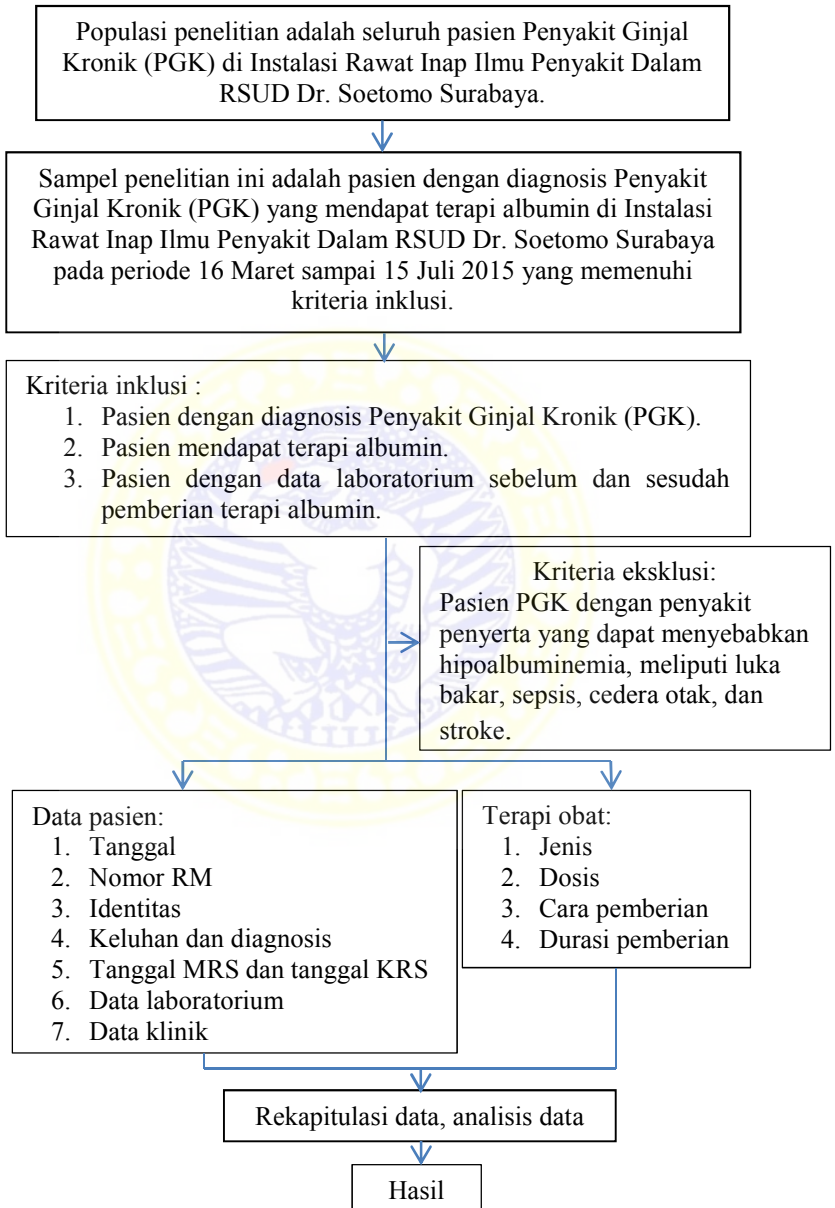 Populasi penelitian adalah seluruh pasien Penyakit Ginjal
Kronik (PGK) di Instalasi Rawat Inap Ilmu Penyakit Dalam
RSUD Dr. Soetomo Surabaya.
Sampel penelitian ini adalah pasien dengan diagnosis Penyakit
Ginjal Kronik (PGK) yang mendapat terapi albumin di Instalasi
Rawat Inap Ilmu Penyakit Dalam RSUD Dr. Soetomo Surabaya
pada periode 16 Maret sampai 15 Juli 2015 yang memenuhi
kriteria inklusi.
Kriteria inklusi :
1. Pasien dengan diagnosis Penyakit Ginjal Kronik (PGK).
2. Pasien mendapat terapi albumin.
3. Pasien dengan data laboratorium sebelum dan sesudah
pemberian terapi albumin.
Kriteria eksklusi:
Pasien PGK dengan penyakit
penyerta yang dapat menyebabkan
hipoalbuminemia, meliputi luka
bakar, sepsis, cedera otak, dan
stroke.
Data pasien:
1. Tanggal
2. Nomor RM
3. Identitas
4. Keluhan dan diagnosis
5. Tanggal MRS dan tanggal KRS
6. Data laboratorium
7. Data klinik
Terapi obat:
1. Jenis
2. Dosis
3. Cara pemberian
4. Durasi pemberian
Rekapitulasi data, analisis data
Hasil